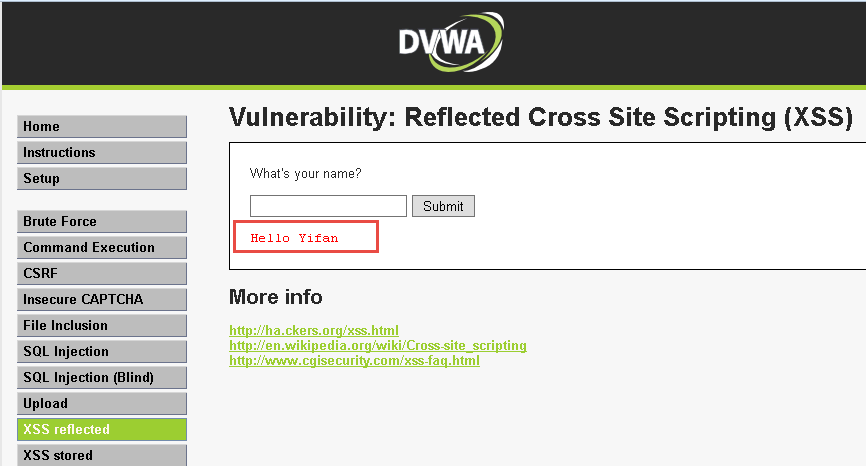 DVWA
Vulnerability: Reflected Cross Site Scripting (XSS)
Home
Instructions
Setup
Brute Force
Command Execution
CSRF
Insecure CAPTCHA
File Inclusion
SQL Injection
SQL Injection (Blind)
Upload
XSS reflected
XSS stored
What's your name?
Submit
Hello Yifan
More info
http://ha.ckers.org/xss.html
http://en.wikipedia.org/wiki/Cross-site_scripting
http://www.cgisecurity.com/xss-faq.html